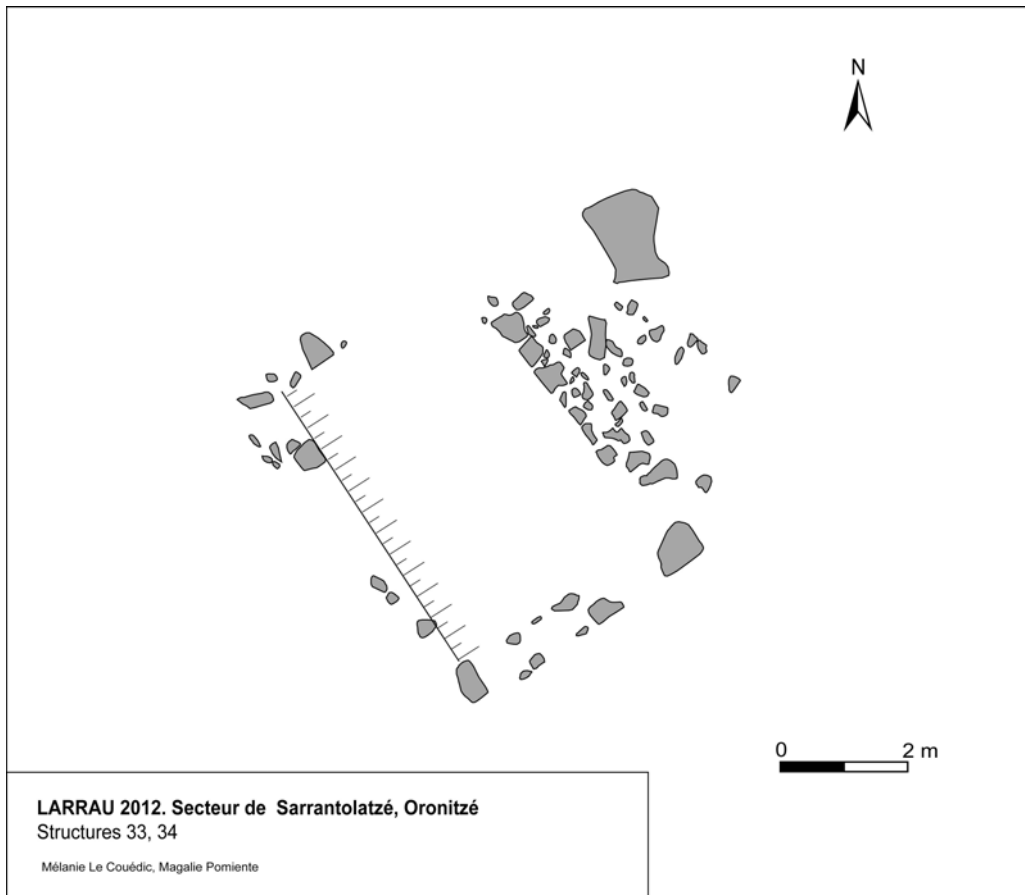 N
0 2 m
LARRAU 2012. Secteur de Sarrantolatzé, Oronitzé
Structures 33, 34
Mélanie Le Couédic, Magalie Pomiente